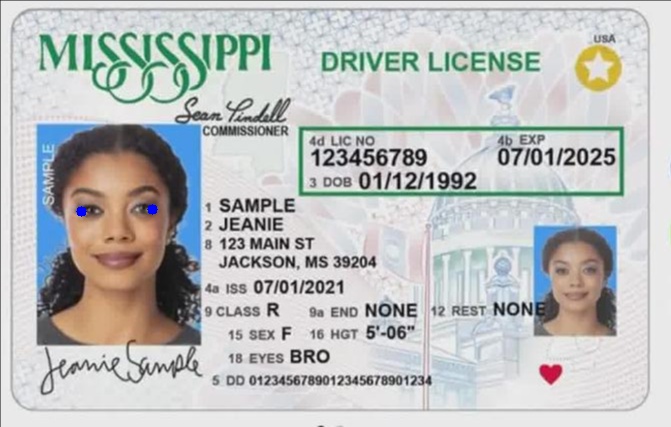 MISSISSIPPI
DRIVER LICENSE
USA
Sean Tindell
COMMISSIONER
SAMPLE
4d LIC NO
123456789
4b EXP
07/01/2025
3 DOB 01/12/1992
1 SAMPLE
2 JEANIE
8 123 MAIN ST
JACKSON, MS 39204
4a ISS 07/01/2021
9 CLASS R 9a END NONE 12 REST NONE
15 SEX F 16 HGT 5'-06"
18 EYES BRO
Jeanie Sample
5 DD 0123456789012345678901234